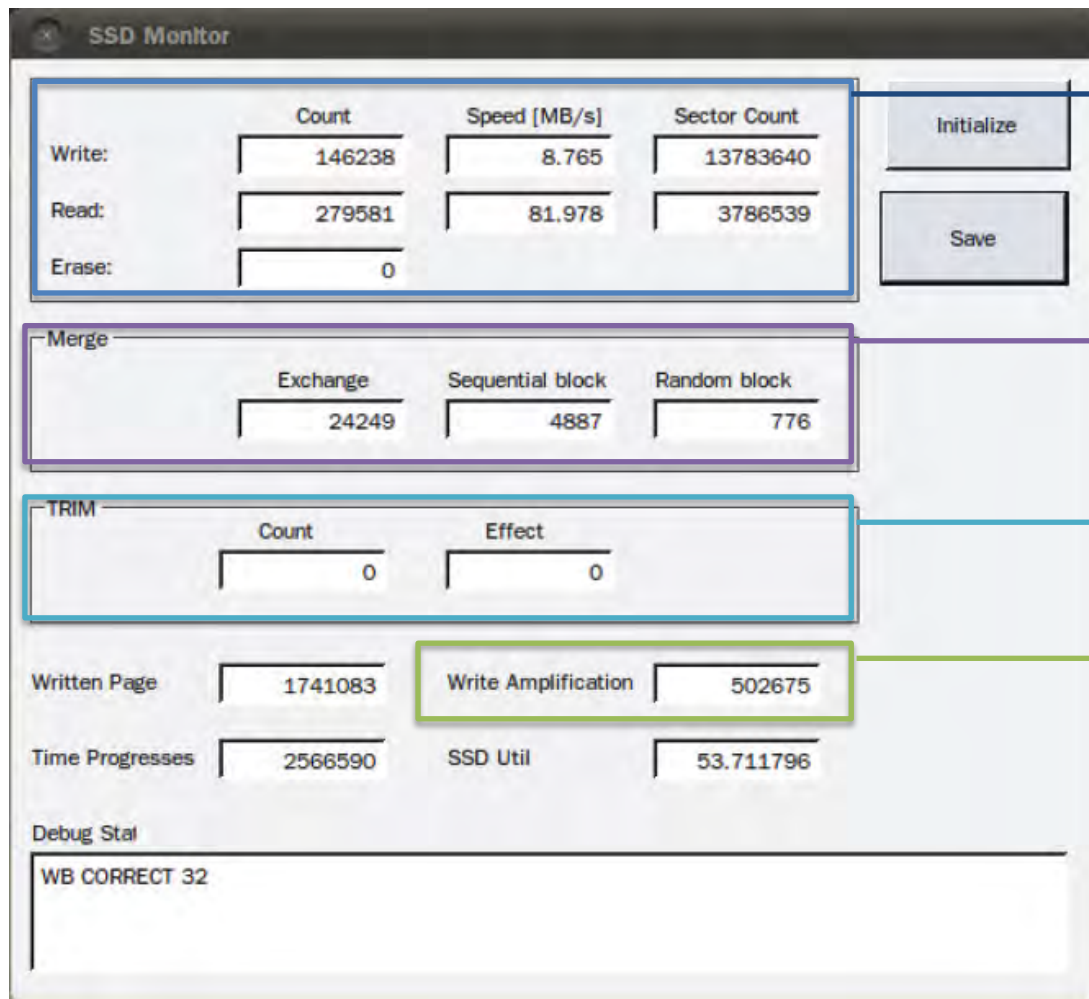 SSD Monitor
Count Speed [MB/s] Sector Count
Initialize
Write: 146238 8.765 13783640
Read: 279581 81.978 3786539
Save
Erase: 0
Merge
Exchange Sequential block Random block
24249 4887 776
TRIM
Count Effect
0 0
Written Page 1741083 Write Amplification 502675
Time Progresses 2566590 SSD Util 53.711796
Debug Stat
WB CORRECT 32